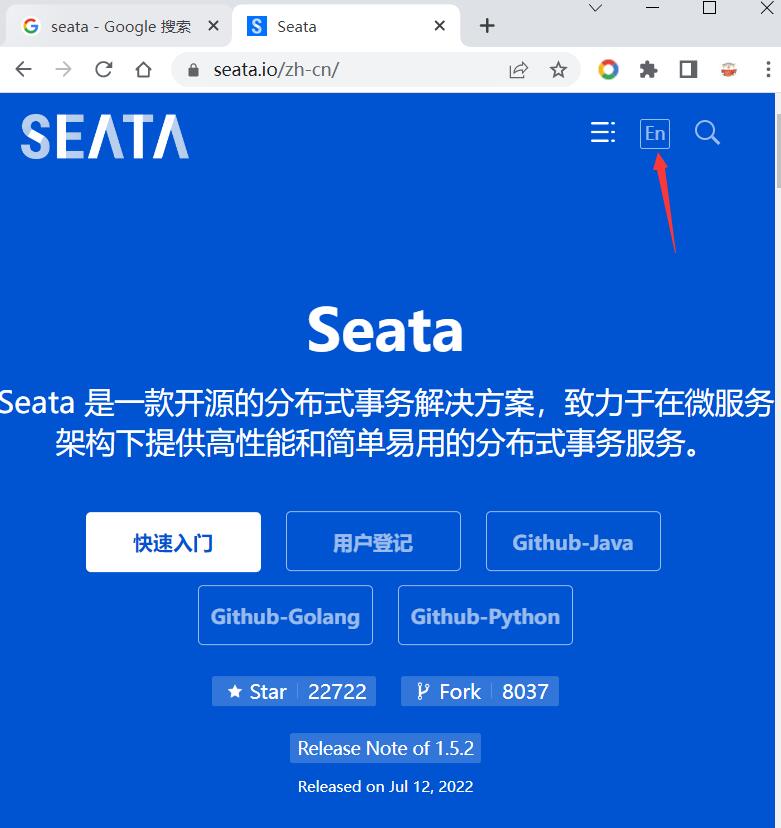 seata - Google 搜索
Seata
seata.io/zh-cn/
SEATA
En
Seata
Seata 是一款开源的分布式事务解决方案，致力于在微服务
架构下提供高性能和简单易用的分布式事务服务。
快速入门
用户登记
Github-Java
Github-Golang
Github-Python
Star 22722
Fork 8037
Release Note of 1.5.2
Released on Jul 12, 2022